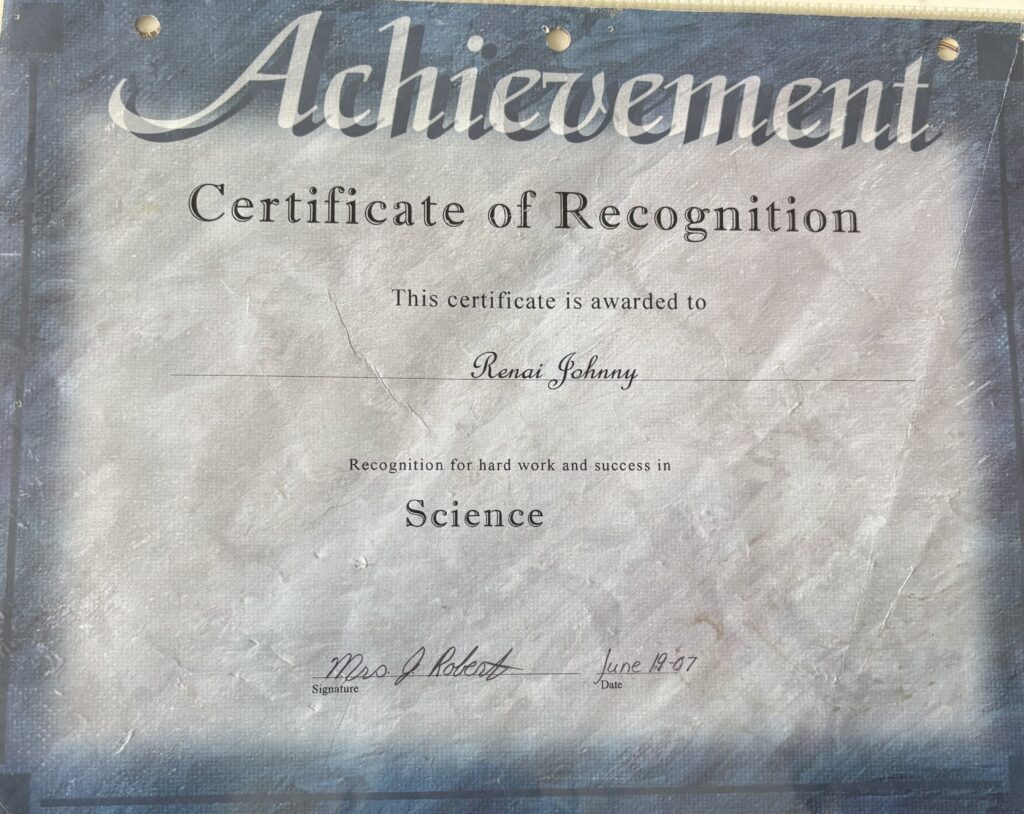 Achievement
Certificate of Recognition
This certificate is awarded to
Renai Johnny
Recognition for hard work and success in
Science
Mrs J Robert June 19-07
Signature Date